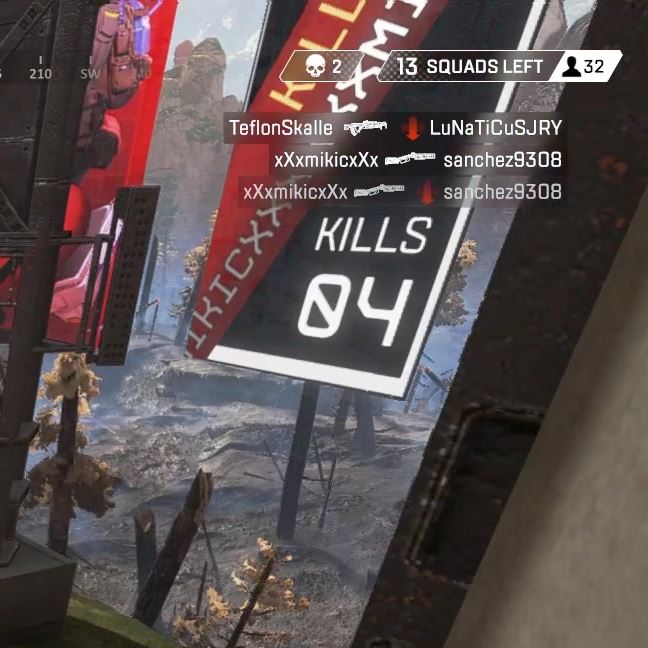 210 SW
2
13 SQUADS LEFT 32
TeflonSkalle LuNaTiCuSJRY
xXxmikicxXx sanchez9308
xXxmikicxXx sanchez9308
KILLS
04